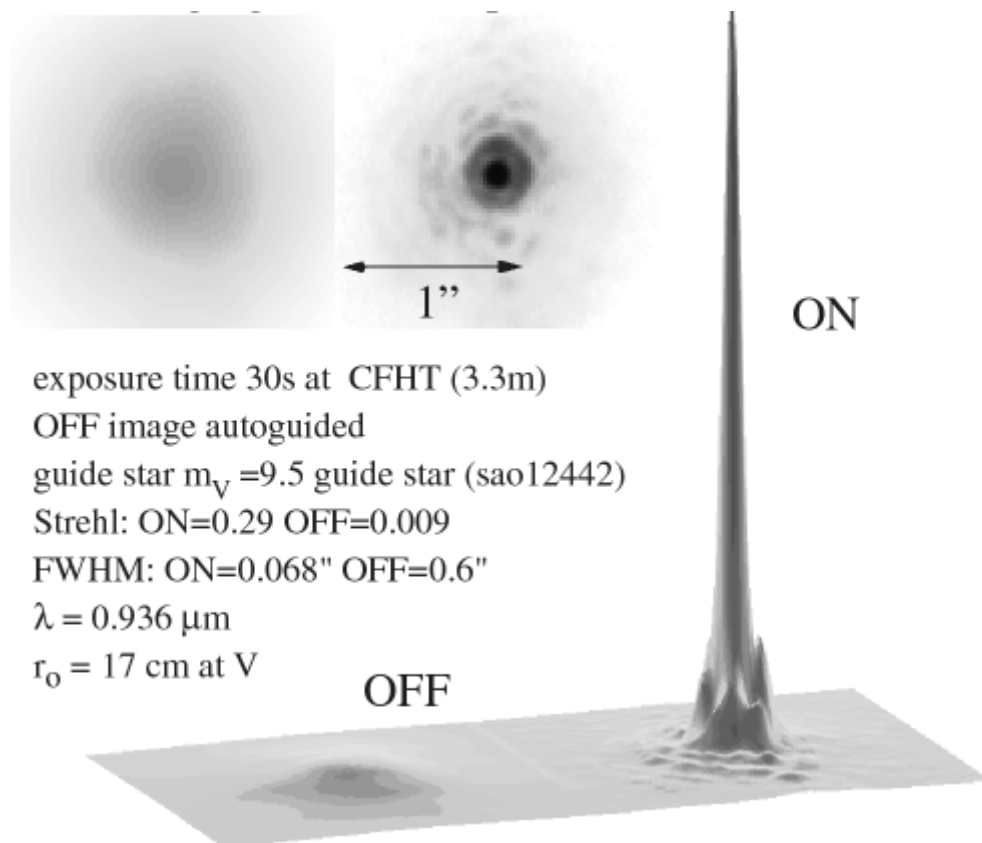 1”
ON
exposure time 30s at CFHT (3.3m)
OFF image autoguided
guide star mV =9.5 guide star (sao12442)
Strehl: ON=0.29 OFF=0.009
FWHM: ON=0.068" OFF=0.6"
λ = 0.936 μm
ro = 17 cm at V
OFF